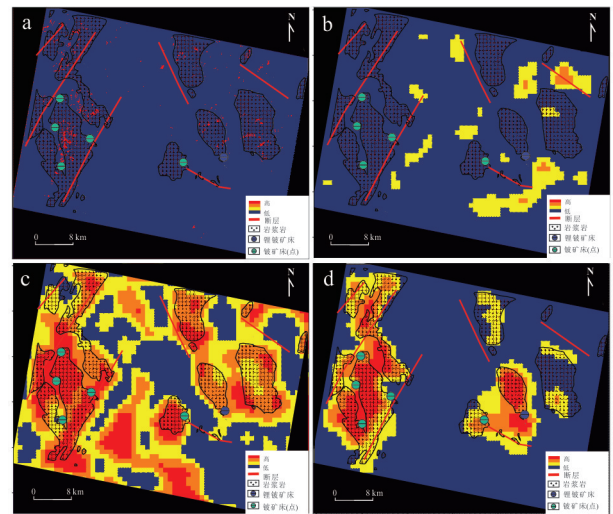 a
N
高
低
断层
岩浆岩
锂铍矿床
铍矿床(点)
0 8 km
b
N
高
低
断层
岩浆岩
锂铍矿床
铍矿床(点)
0 8 km
c
N
高
低
断层
岩浆岩
锂铍矿床
铍矿床(点)
0 8 km
d
N
高
低
断层
岩浆岩
锂铍矿床
铍矿床(点)
0 8 km